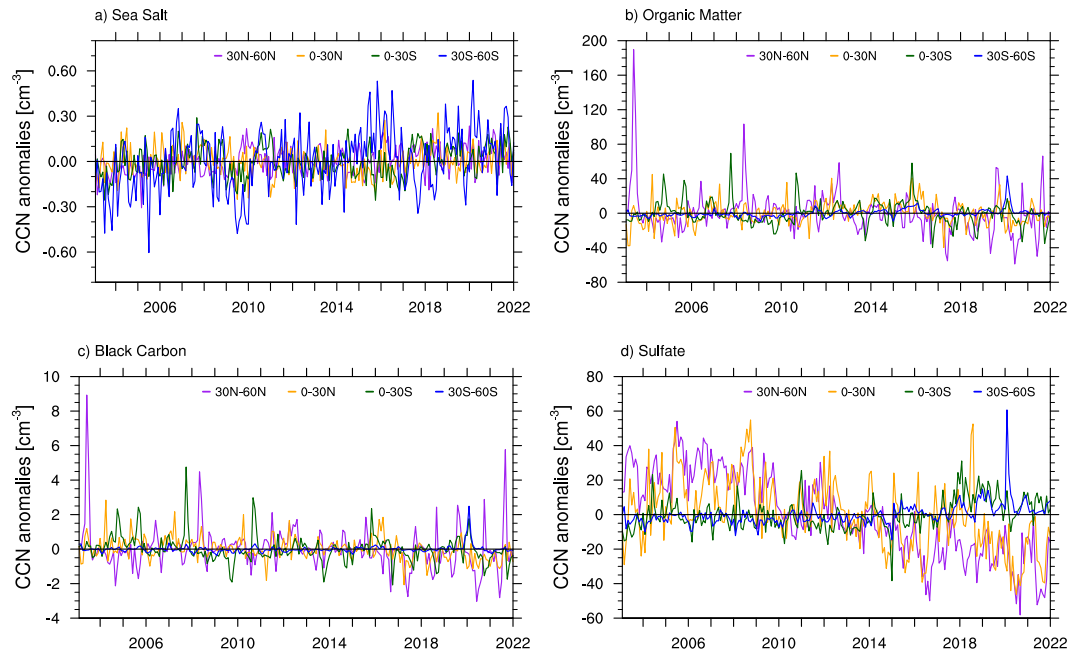 a) Sea Salt
30N-60N 0-30N 0-30S 30S-60S
CCN anomalies [cm⁻³]
0.60
0.30
0.00
-0.30
-0.60
2006 2010 2014 2018 2022
b) Organic Matter
30N-60N 0-30N 0-30S 30S-60S
CCN anomalies [cm⁻³]
200
160
120
80
40
0
-40
-80
2006 2010 2014 2018 2022
c) Black Carbon
30N-60N 0-30N 0-30S 30S-60S
CCN anomalies [cm⁻³]
10
8
6
4
2
0
-2
-4
2006 2010 2014 2018 2022
d) Sulfate
30N-60N 0-30N 0-30S 30S-60S
CCN anomalies [cm⁻³]
80
60
40
20
0
-20
-40
-60
2006 2010 2014 2018 2022